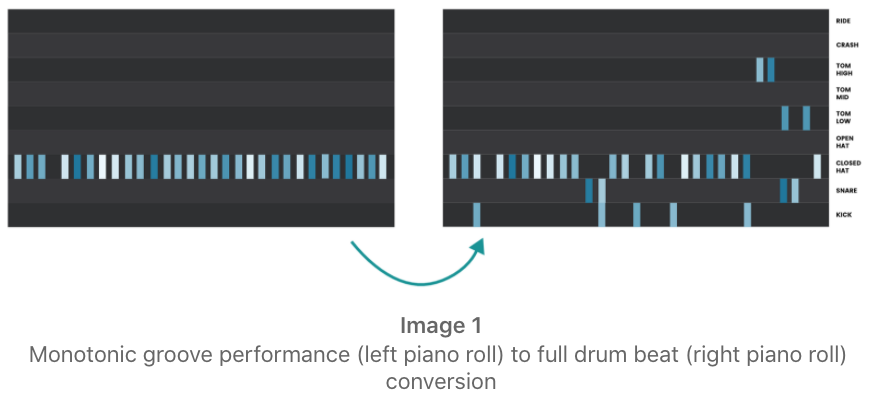 RIDE
CRASH
TOM
HIGH
TOM
MID
TOM
LOW
OPEN
HAT
CLOSED
HAT
SNARE
KICK
Image 1
Monotonic groove performance (left piano roll) to full drum beat (right piano roll)
conversion